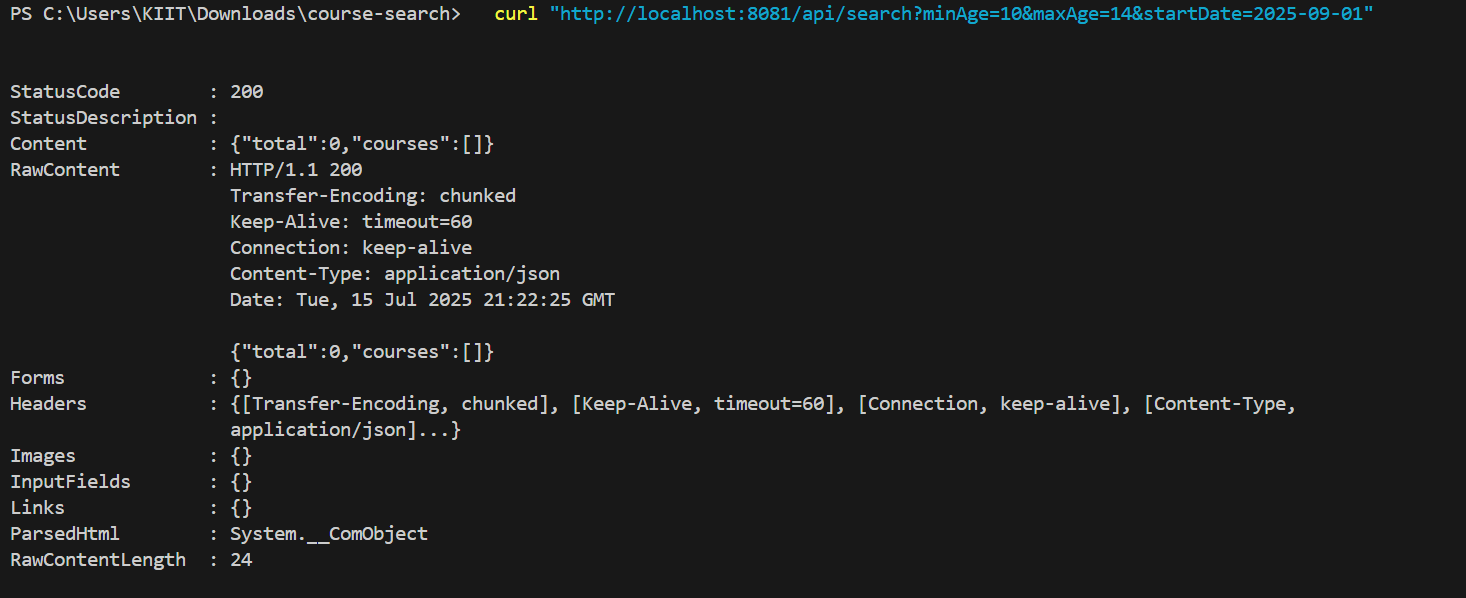 PS C:\Users\KIIT\Downloads\course-search>   curl "http://localhost:8081/api/search?minAge=10&maxAge=14&startDate=2025-09-01"
StatusCode        : 200
StatusDescription :
Content           : {"total":0,"courses":[]}
RawContent        : HTTP/1.1 200
                    Transfer-Encoding: chunked
                    Keep-Alive: timeout=60
                    Connection: keep-alive
                    Content-Type: application/json
                    Date: Tue, 15 Jul 2025 21:22:25 GMT
                    {"total":0,"courses":[]}
Forms             : {}
Headers           : {[Transfer-Encoding, chunked], [Keep-Alive, timeout=60], [Connection, keep-alive], [Content-Type,
                    application/json]...}
Images            : {}
InputFields       : {}
Links             : {}
ParsedHtml        : System.__ComObject
RawContentLength  : 24